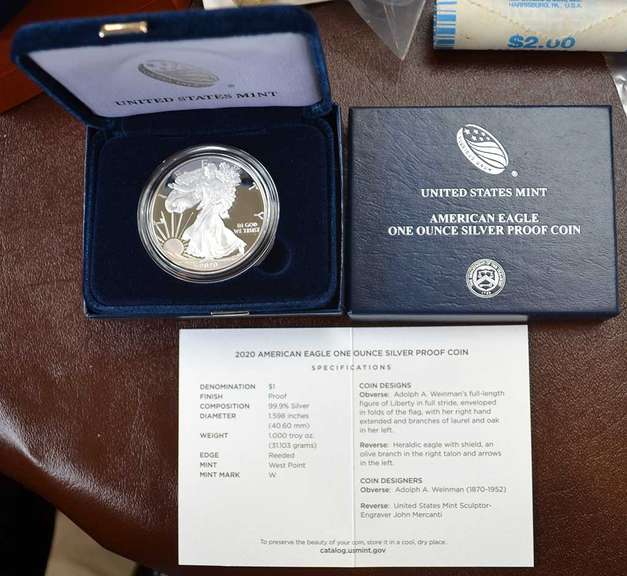 HARRISBURG, PA., U.S.A.
$2.00
UNITED STATES MINT
IN GOD
WE TRUST
2020
UNITED STATES MINT
AMERICAN EAGLE
ONE OUNCE SILVER PROOF COIN
2020 AMERICAN EAGLE ONE OUNCE SILVER PROOF COIN
SPECIFICATIONS
DENOMINATION $1
FINISH Proof
COMPOSITION 99.9% Silver
DIAMETER 1.598 inches
(40.60 mm)
WEIGHT 1.000 troy oz.
(31.103 grams)
EDGE Reeded
MINT West Point
MINT MARK W
COIN DESIGNS
Obverse: Adolph A. Weinman's full-length
figure of Liberty in full stride, enveloped
in folds of the flag, with her right hand
extended and branches of laurel and oak
in her left.
Reverse: Heraldic eagle with shield, an
olive branch in the right talon and arrows
in the left.
COIN DESIGNERS
Obverse: Adolph A. Weinman (1870-1952)
Reverse: United States Mint Sculptor-
Engraver John Mercanti
To preserve the beauty of your coin, store it in a cool, dry place.
catalog.usmint.gov